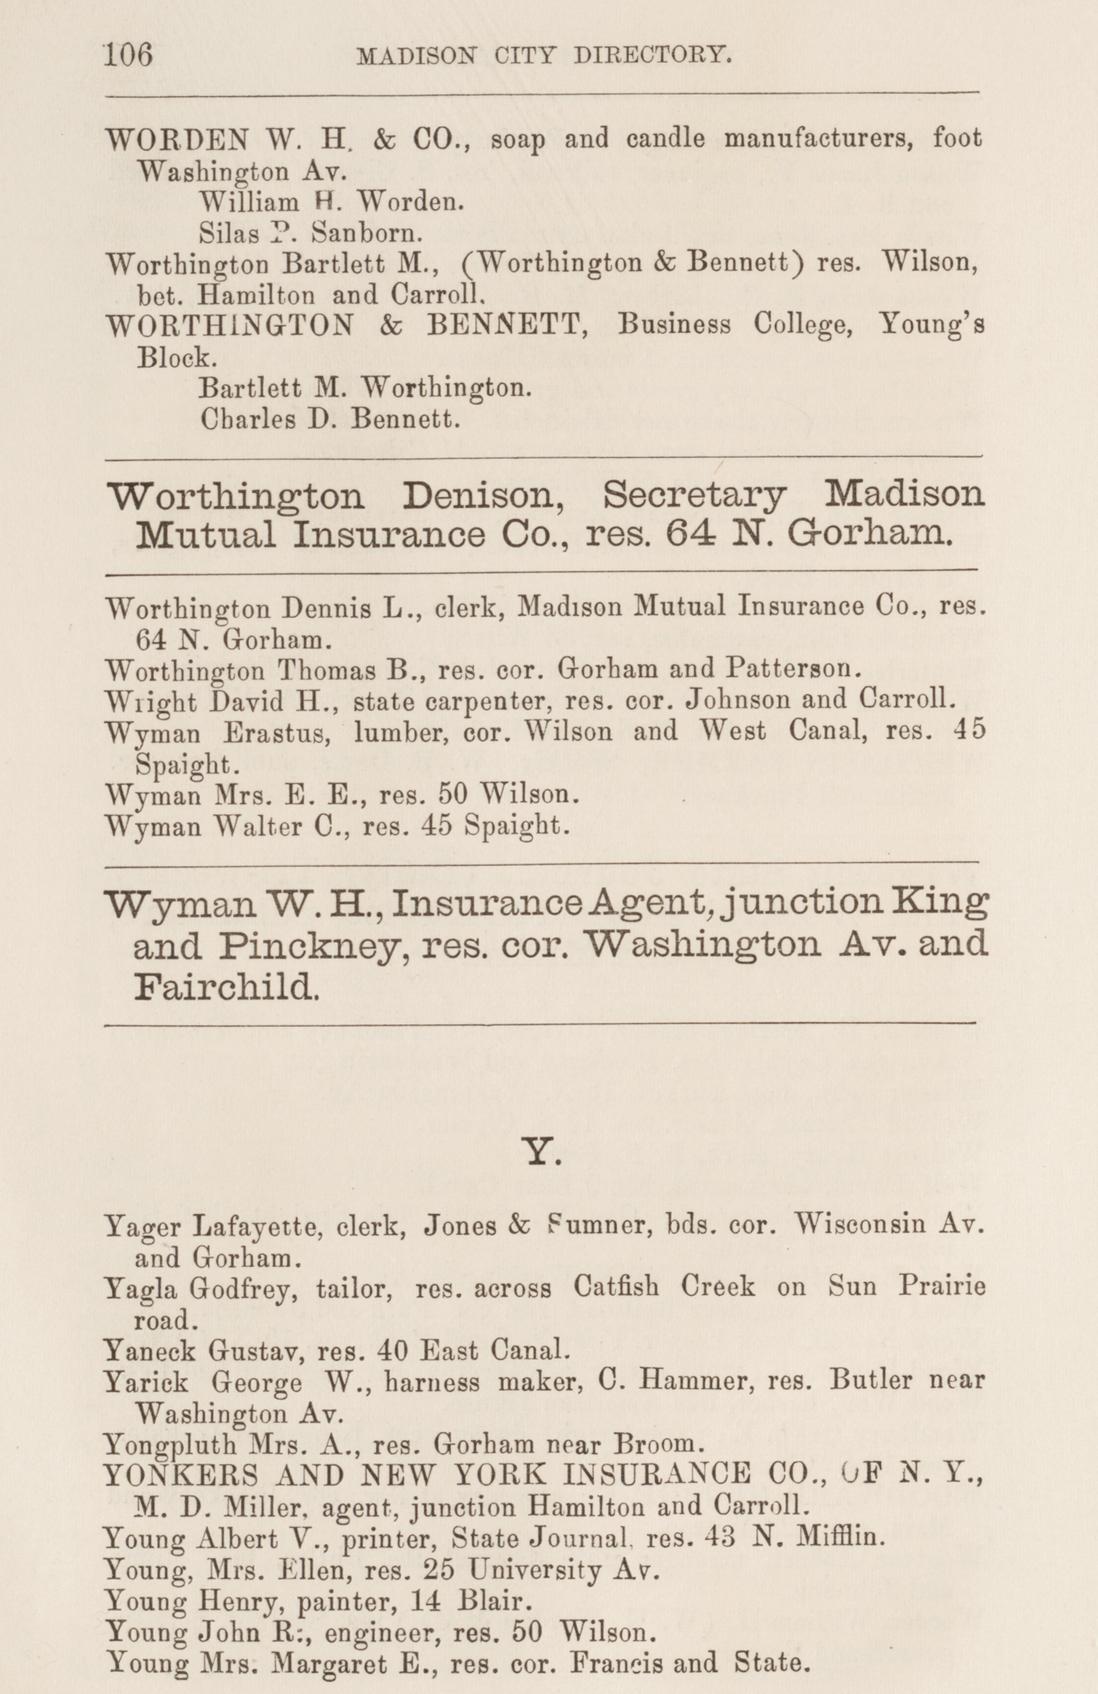 106 MADISON CITY DIRECTORY.
WORDEN W. H. & CO., soap and candle manufacturers, foot
Washington Av.
William H. Worden.
Silas P. Sanborn.
Worthington Bartlett M., (Worthington & Bennett) res. Wilson,
bet. Hamilton and Carroll.
WORTHINGTON & BENNETT, Business College, Young's
Block.
Bartlett M. Worthington.
Charles D. Bennett.
Worthington Denison, Secretary Madison
Mutual Insurance Co., res. 64 N. Gorham.
Worthington Dennis L., clerk, Madison Mutual Insurance Co., res.
64 N. Gorham.
Worthington Thomas B., res. cor. Gorham and Patterson.
Wright David H., state carpenter, res. cor. Johnson and Carroll.
Wyman Erastus, lumber, cor. Wilson and West Canal, res. 45
Spaight.
Wyman Mrs. E. E., res. 50 Wilson.
Wyman Walter C., res. 45 Spaight.
Wyman W. H., Insurance Agent, junction King
and Pinckney, res. cor. Washington Av. and
Fairchild.
Y.
Yager Lafayette, clerk, Jones & Sumner, bds. cor. Wisconsin Av.
and Gorham.
Yagla Godfrey, tailor, res. across Catfish Creek on Sun Prairie
road.
Yaneck Gustav, res. 40 East Canal.
Yarick George W., harness maker, C. Hammer, res. Butler near
Washington Av.
Yongpluth Mrs. A., res. Gorham near Broom.
YONKERS AND NEW YORK INSURANCE CO., OF N. Y.,
M. D. Miller, agent, junction Hamilton and Carroll.
Young Albert V., printer, State Journal, res. 43 N. Mifflin.
Young, Mrs. Ellen, res. 25 University Av.
Young Henry, painter, 14 Blair.
Young John R:, engineer, res. 50 Wilson.
Young Mrs. Margaret E., res. cor. Francis and State.